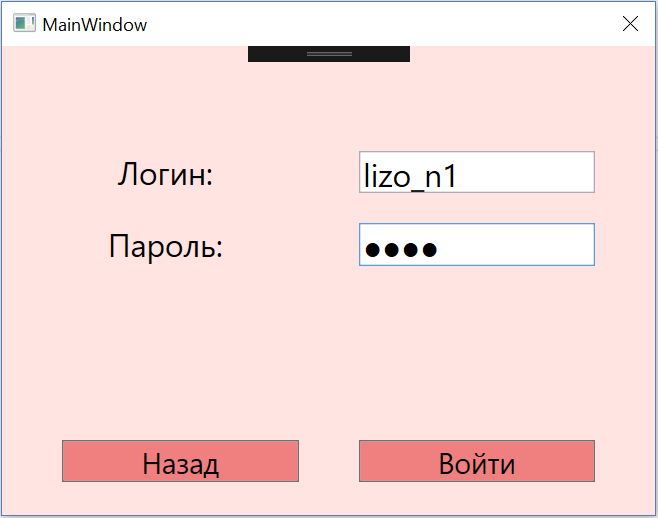 MainWindow
Логин: lizo_n1
Пароль: ●●●●
Назад Войти